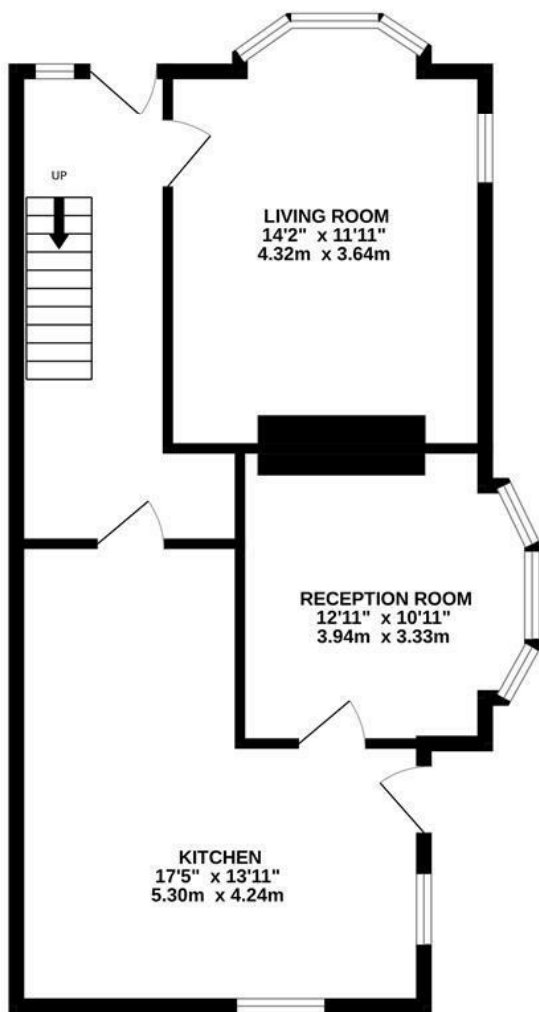 UP
LIVING ROOM
14'2" x 11'11"
4.32m x 3.64m
RECEPTION ROOM
12'11" x 10'11"
3.94m x 3.33m
KITCHEN
17'5" x 13'11"
5.30m x 4.24m